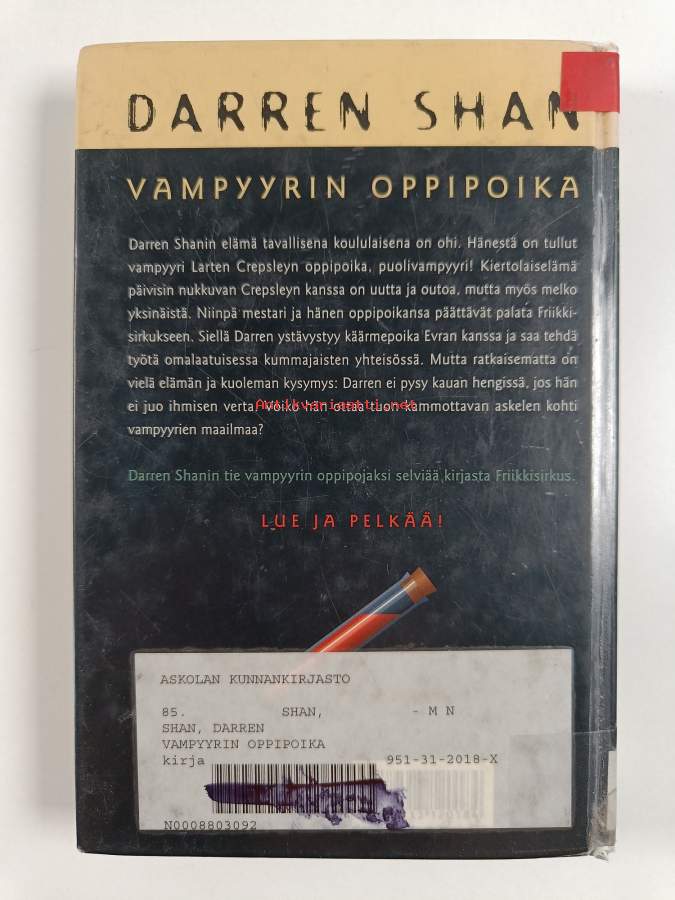 DARREN SHAN
VAMPYYRIN OPPIPOIKA
Darren Shanin elämä tavallisena koululaisena on ohi. Hänestä on tullut
vampyyri Larten Crepsleyn oppipoika, puolivampyyri! Kiertolaiselämä
päivisin nukkuvan Crepsleyn kanssa on uutta ja outoa, mutta myös melko
yksinäistä. Niinpä mestari ja hänen oppipoikansa päättävät palata Friikki-
sirkukseen. Siellä Darren ystävystyy käärmepoika Evran kanssa ja saa tehdä
työtä omalaatuisessa kummajaisten yhteisössä. Mutta ratkaisematta on
vielä elämän ja kuoleman kysymys: Darren ei pysy kauan hengissä, jos hän
ei juo ihmisen verta. Voiko hän ottaa tuon kammottavan askelen kohti
vampyyrien maailmaa?
Antikvariaatti.net
Darren Shanin tie vampyyrin oppipojaksi selviää kirjasta Friikkisirkus.
LUE JA PELKÄÄ!
ASKOLAN KUNNANKIRJASTO
85. SHAN, - M N
SHAN, DARREN
VAMPYYRIN OPPIPOIKA
kirja 951-31-2018-X
N0008803092